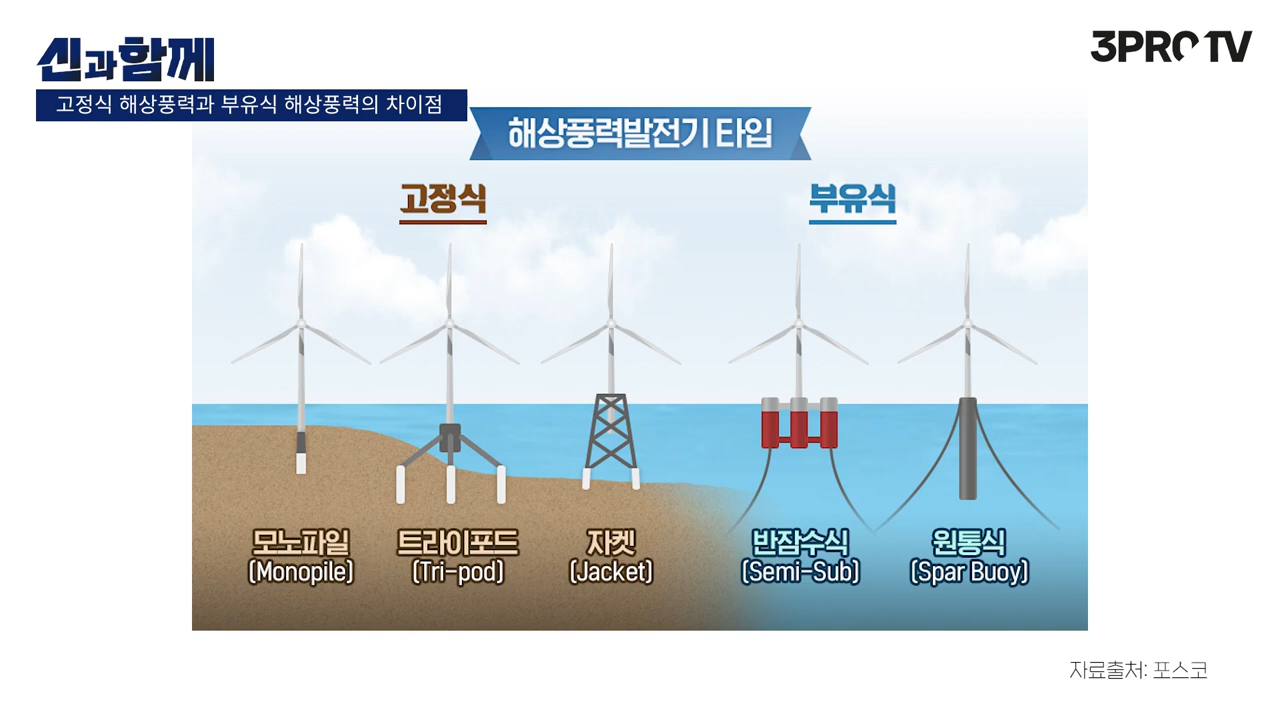 신과함께
3PRO TV
고정식 해상풍력과 부유식 해상풍력의 차이점
해상풍력발전기 타입
고정식
부유식
모노파일
(Monopile)
트라이포드
(Tri-pod)
자켓
(Jacket)
반잠수식
(Semi-Sub)
원통식
(Spar Buoy)
자료출처: 포스코